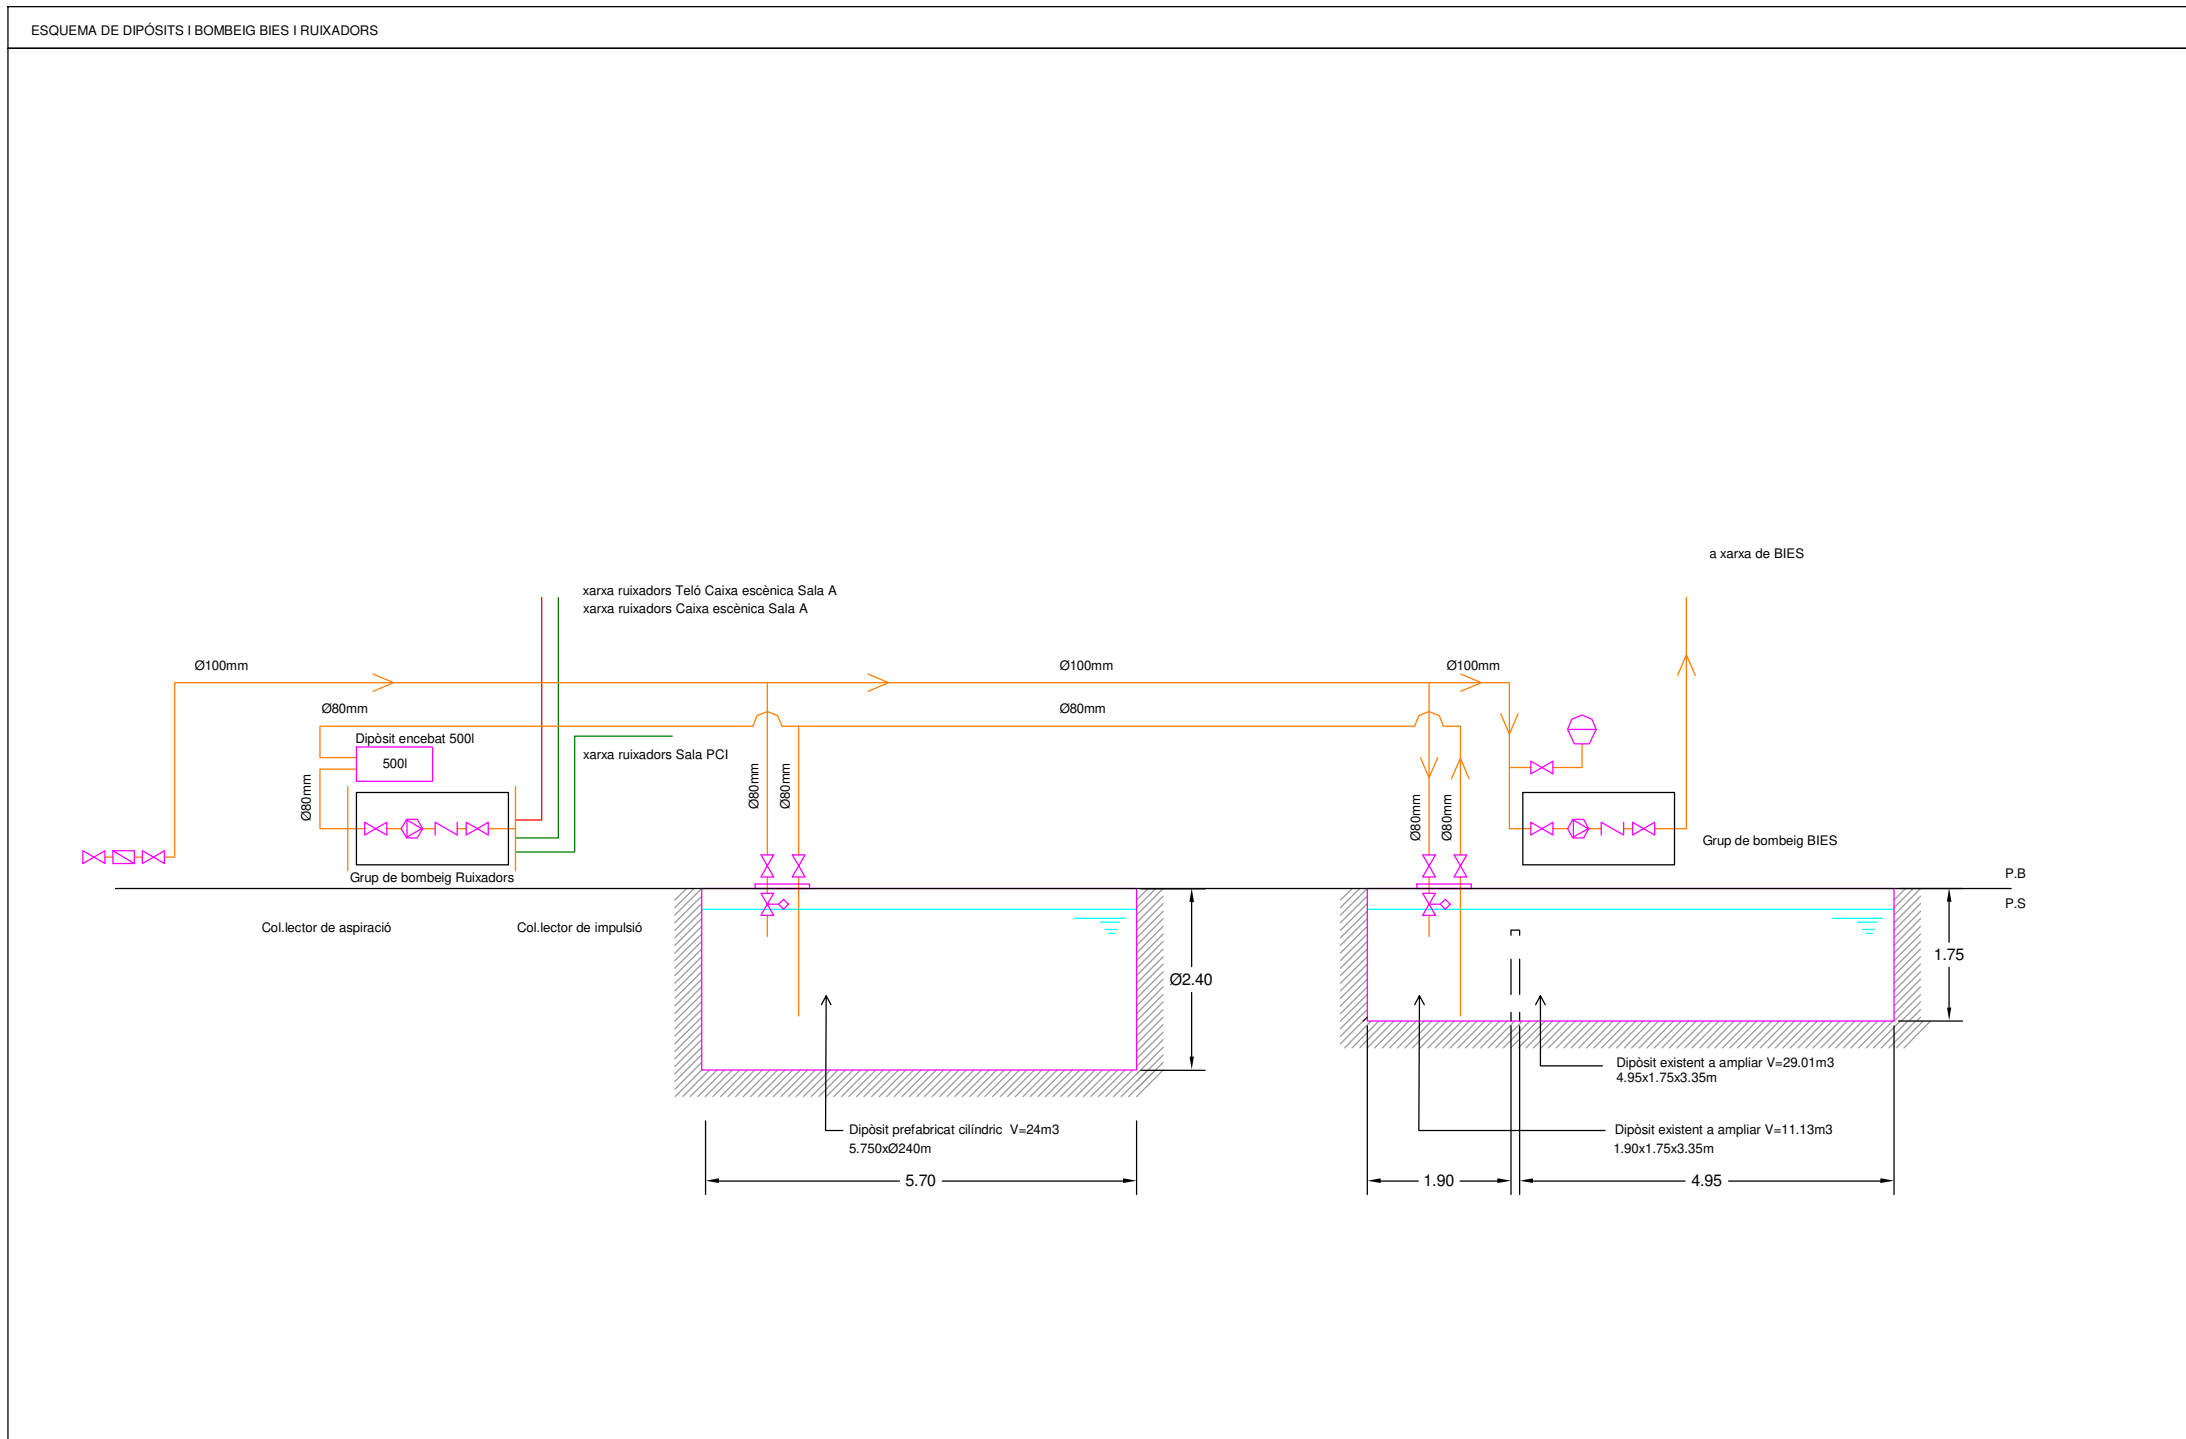 ESQUEMA DE DIPÓSITS I BOMBEIG BIES I RUIXADORS
a xarxa de BIES
xarxa ruixadors Teló Caixa escènica Sala A
xarxa ruixadors Caixa escènica Sala A
Ø100mm
Ø100mm
Ø100mm
Ø80mm
Ø80mm
Dipòsit encebat 500l
500l
xarxa ruixadors Sala PCI
Ø80mm
Ø80mm
Ø80mm
Ø80mm
Ø80mm
Grup de bombeig BIES
Grup de bombeig Ruixadors
P.B
P.S
Col.lector de aspiració
Col.lector de impulsió
Ø2.40
1.75
Dipòsit existent a ampliar V=29.01m3
4.95x1.75x3.35m
Dipòsit prefabricat cilíndric V=24m3
5.750xØ240m
Dipòsit existent a ampliar V=11.13m3
1.90x1.75x3.35m
5.70
1.90
4.95